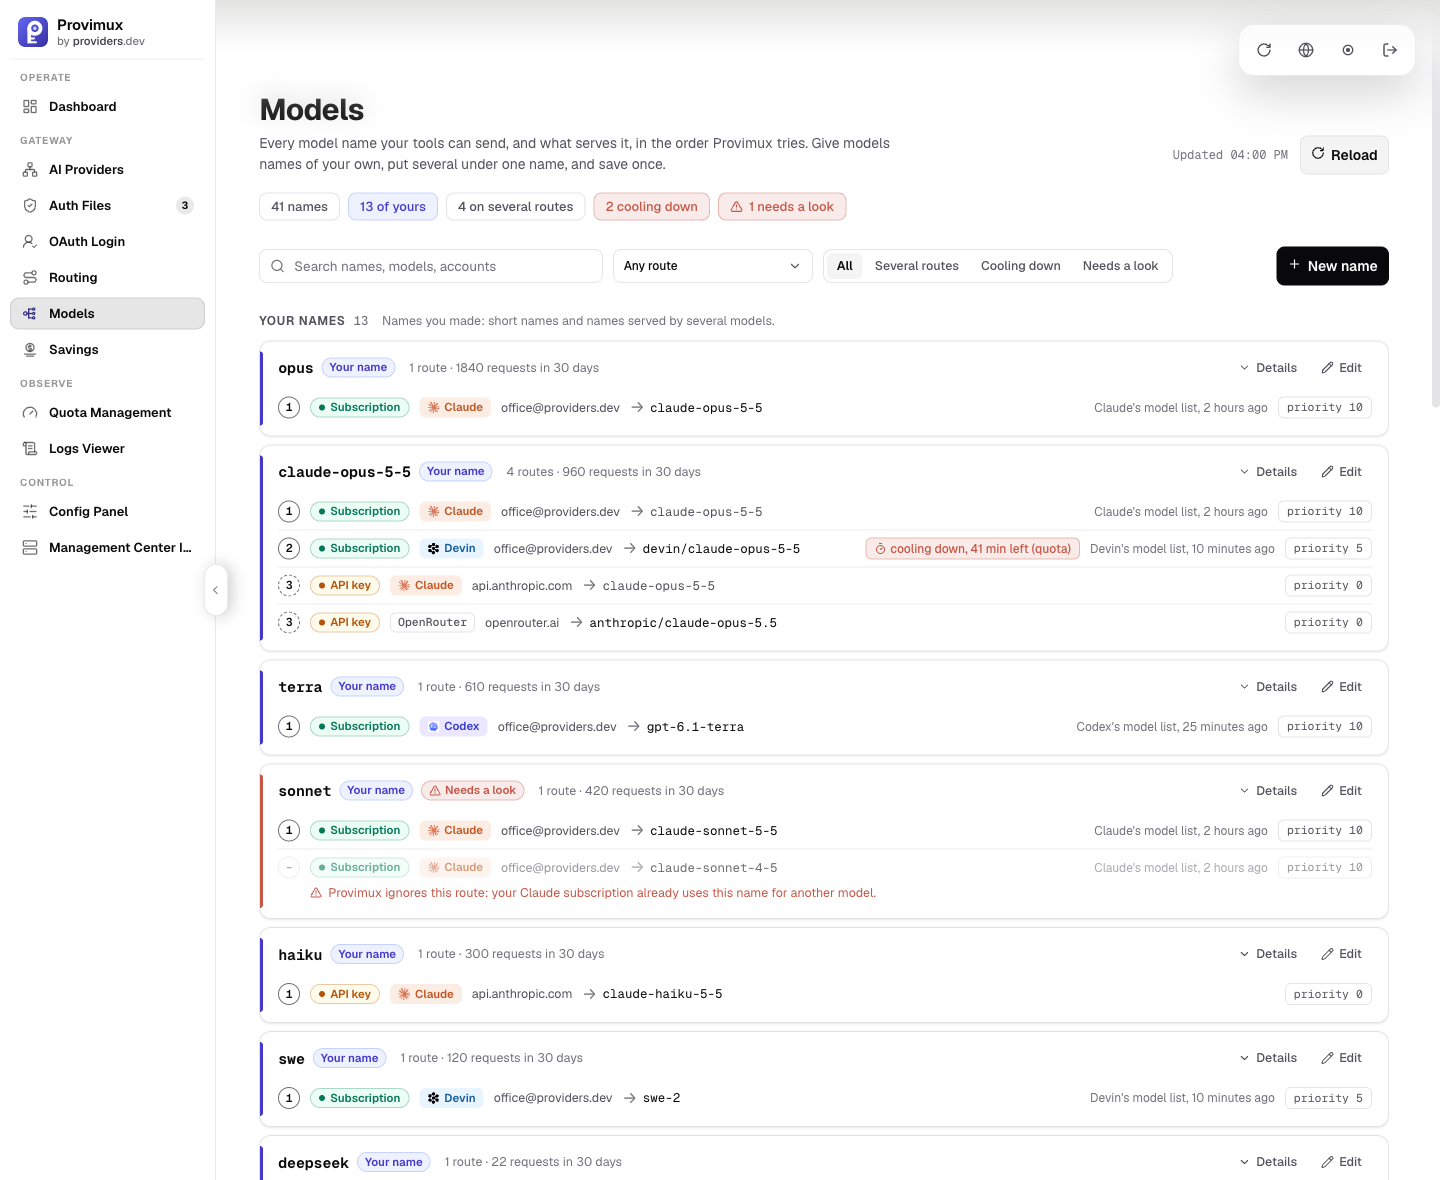 Provimux
by providers.dev
OPERATE
Dashboard
GATEWAY
AI Providers
Auth Files 3
OAuth Login
Routing
Models
Savings
OBSERVE
Quota Management
Logs Viewer
CONTROL
Config Panel
Management Center I...
Models
Every model name your tools can send, and what serves it, in the order Provimux tries. Give models
names of your own, put several under one name, and save once.
Updated 04:00 PM Reload
41 names 13 of yours 4 on several routes 2 cooling down 1 needs a look
Search names, models, accounts Any route All Several routes Cooling down Needs a look + New name
YOUR NAMES 13 Names you made: short names and names served by several models.
opus Your name 1 route · 1840 requests in 30 days Details Edit
1 Subscription Claude office@providers.dev → claude-opus-5-5 Claude's model list, 2 hours ago priority 10
claude-opus-5-5 Your name 4 routes · 960 requests in 30 days Details Edit
1 Subscription Claude office@providers.dev → claude-opus-5-5 Claude's model list, 2 hours ago priority 10
2 Subscription Devin office@providers.dev → devin/claude-opus-5-5 cooling down, 41 min left (quota) Devin's model list, 10 minutes ago priority 5
3 API key Claude api.anthropic.com → claude-opus-5-5 priority 0
3 API key OpenRouter openrouter.ai → anthropic/claude-opus-5.5 priority 0
terra Your name 1 route · 610 requests in 30 days Details Edit
1 Subscription Codex office@providers.dev → gpt-6.1-terra Codex's model list, 25 minutes ago priority 10
sonnet Your name Needs a look 1 route · 420 requests in 30 days Details Edit
1 Subscription Claude office@providers.dev → claude-sonnet-5-5 Claude's model list, 2 hours ago priority 10
– Subscription Claude office@providers.dev → claude-sonnet-4-5 Claude's model list, 2 hours ago priority 10
Provimux ignores this route: your Claude subscription already uses this name for another model.
haiku Your name 1 route · 300 requests in 30 days Details Edit
1 API key Claude api.anthropic.com → claude-haiku-5-5 priority 0
swe Your name 1 route · 120 requests in 30 days Details Edit
1 Subscription Devin office@providers.dev → swe-2 Devin's model list, 10 minutes ago priority 5
deepseek Your name 1 route · 22 requests in 30 days Details Edit